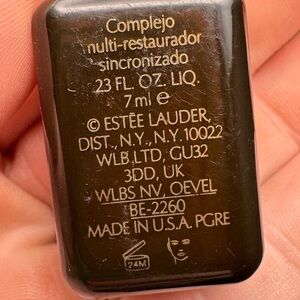 Complejo
multi-restaurador
sincronizado
.23 FL. OZ. LIQ.
7 ml e
© ESTĒE LAUDER,
DIST., N.Y., N.Y. 10022
WLB.LTD, GU32
3DD, UK
WLBS NV, OEVEL
BE-2260
MADE IN U.S.A. PGRE
24M